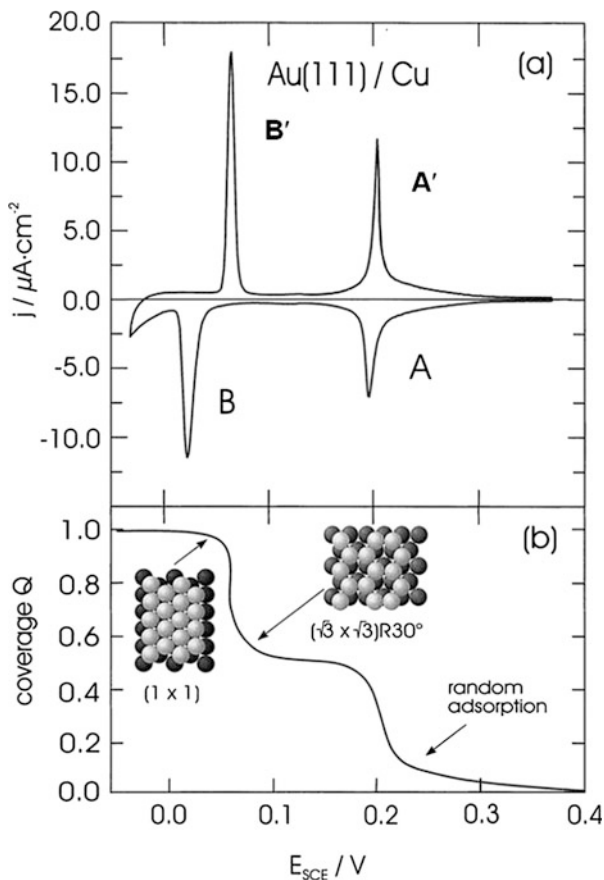 20.0
Au(111) / Cu
(a)
17.5
15.0
B′
A′
10.0
5.0
0.0
-5.0
-10.0
j / μA·cm⁻²
A
B
1.0
(b)
0.8
0.6
0.4
0.2
0.0
coverage Q
(1 x 1)
(√3 x √3)R30°
random
adsorption
0.0 0.1 0.2 0.3 0.4
E_SCE / V